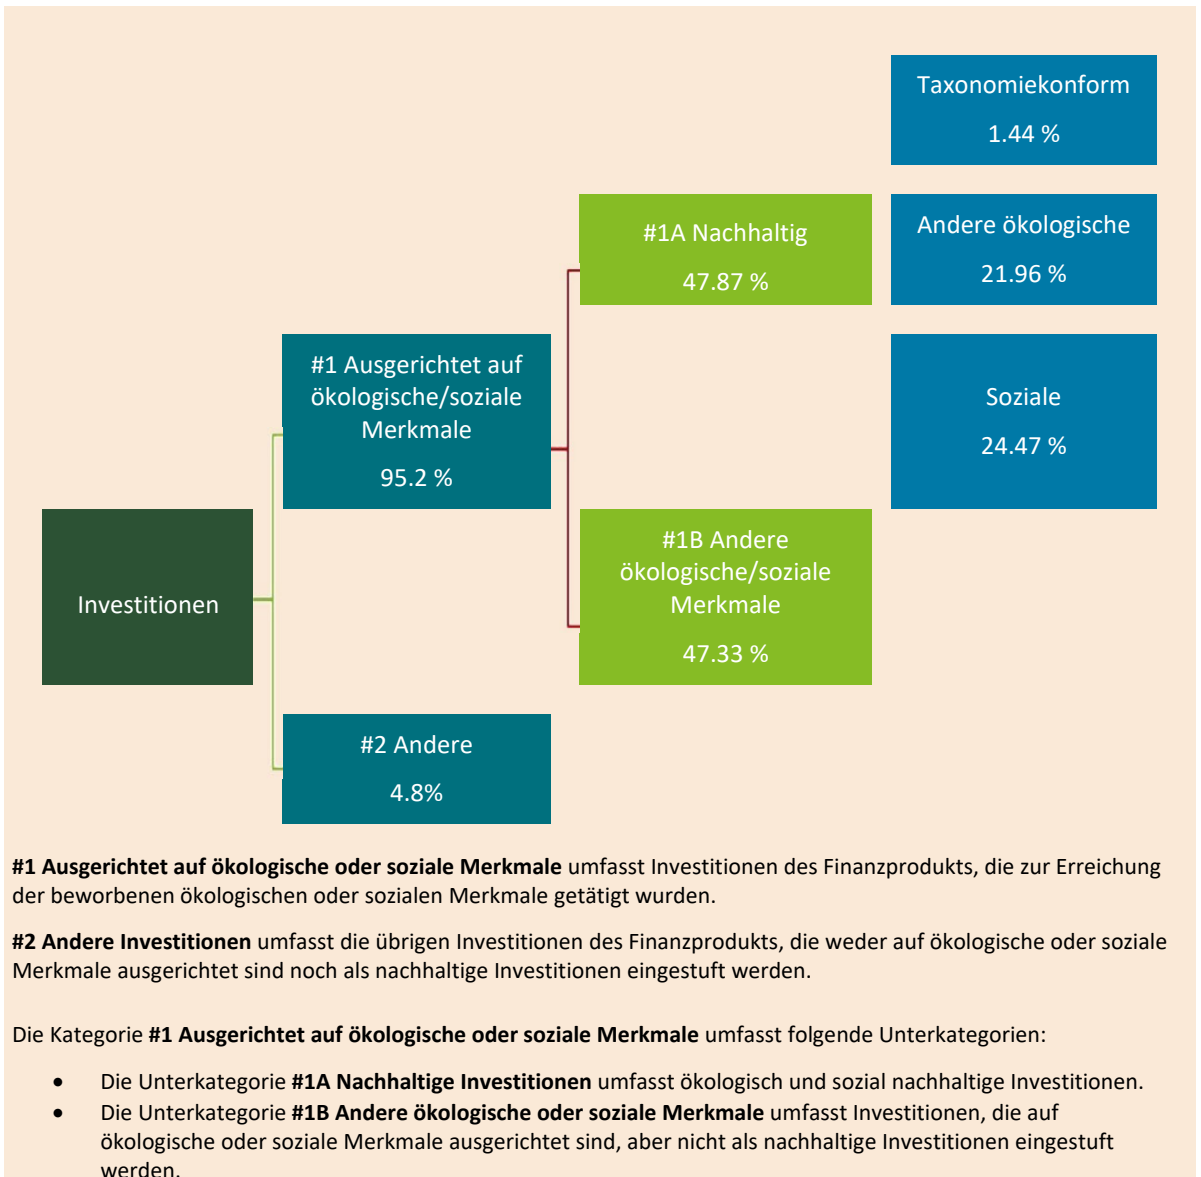 Taxonomiekonform
1.44 %
#1A Nachhaltig
47.87 %
Andere ökologische
21.96 %
#1 Ausgerichtet auf
ökologische/soziale
Merkmale
95.2 %
Soziale
24.47 %
Investitionen
#1B Andere
ökologische/soziale
Merkmale
47.33 %
#2 Andere
4.8%
#1 Ausgerichtet auf ökologische oder soziale Merkmale umfasst Investitionen des Finanzprodukts, die zur Erreichung
der beworbenen ökologischen oder sozialen Merkmale getätigt wurden.
#2 Andere Investitionen umfasst die übrigen Investitionen des Finanzprodukts, die weder auf ökologische oder soziale
Merkmale ausgerichtet sind noch als nachhaltige Investitionen eingestuft werden.
Die Kategorie #1 Ausgerichtet auf ökologische oder soziale Merkmale umfasst folgende Unterkategorien:
• Die Unterkategorie #1A Nachhaltige Investitionen umfasst ökologisch und sozial nachhaltige Investitionen.
• Die Unterkategorie #1B Andere ökologische oder soziale Merkmale umfasst Investitionen, die auf
ökologische oder soziale Merkmale ausgerichtet sind, aber nicht als nachhaltige Investitionen eingestuft
werden.